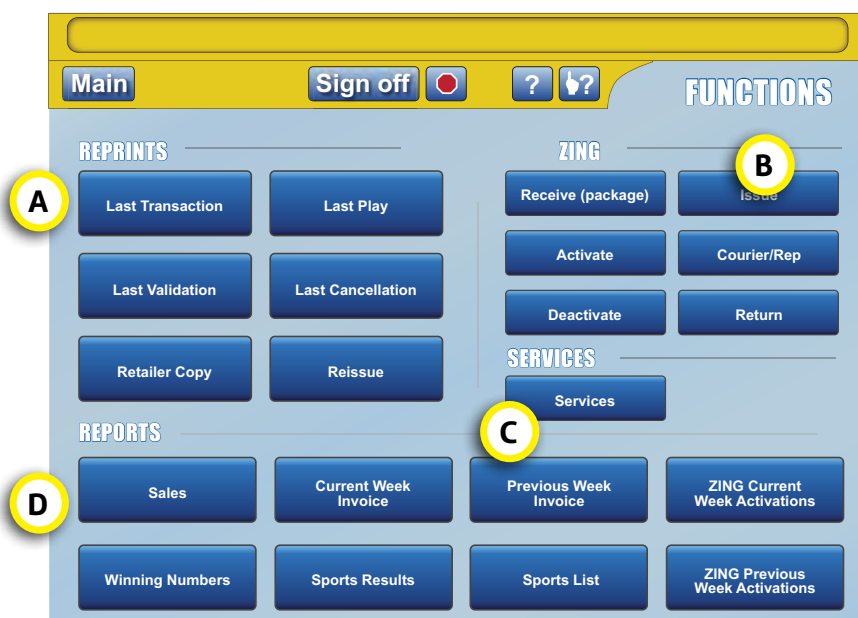 Main
Sign off
?
?
FUNCTIONS
REPRINTS
ZING
A
B
Last Transaction
Last Play
Receive (package)
Issue
Activate
Courier/Rep
Last Validation
Last Cancellation
Deactivate
Return
Retailer Copy
Reissue
SERVICES
Services
C
REPORTS
D
Sales
Current Week
Invoice
Previous Week
Invoice
ZING Current
Week Activations
Winning Numbers
Sports Results
Sports List
ZING Previous
Week Activations